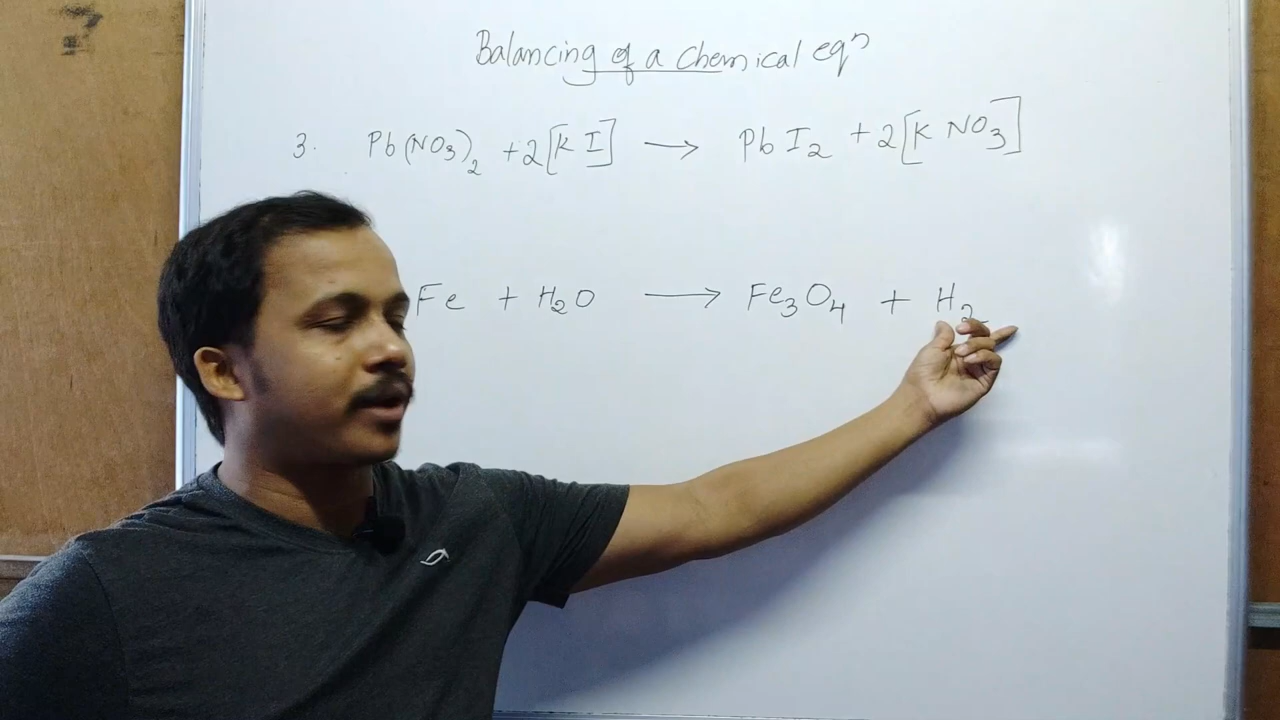 Balancing of a chemical eqⁿ
3. Pb(NO₃)₂ + 2[KI] → PbI₂ + 2[KNO₃]
Fe + H₂O → Fe₃O₄ + H₂